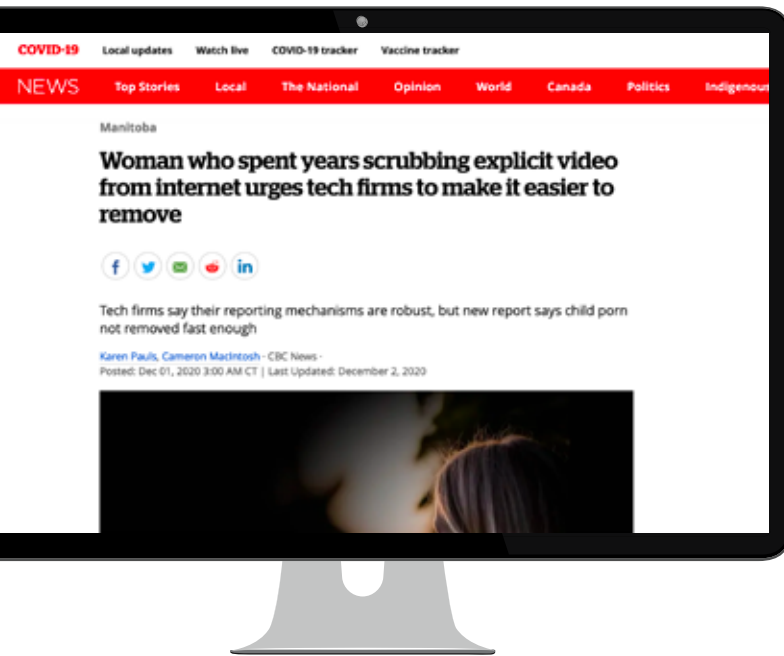 COVID-19 Local updates Watch live COVID-19 tracker Vaccine tracker
NEWS Top Stories Local The National Opinion World Canada Politics Indigenous
Manitoba
Woman who spent years scrubbing explicit video
from internet urges tech firms to make it easier to
remove
f in
Tech firms say their reporting mechanisms are robust, but new report says child porn
not removed fast enough
Karen Pauls, Cameron MacIntosh · CBC News ·
Posted: Dec 01, 2020 3:00 AM CT | Last Updated: December 2, 2020